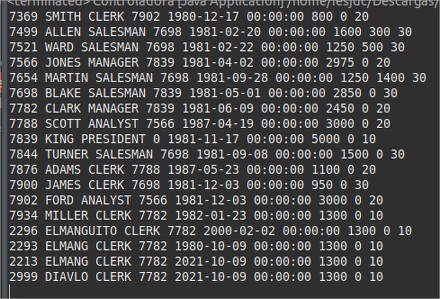 <terminated> Controladora [Java Application] /home/
7369 SMITH CLERK 7902 1980-12-17 00:00:00 800 0 20
7499 ALLEN SALESMAN 7698 1981-02-20 00:00:00 1600 300 30
7521 WARD SALESMAN 7698 1981-02-22 00:00:00 1250 500 30
7566 JONES MANAGER 7839 1981-04-02 00:00:00 2975 0 20
7654 MARTIN SALESMAN 7698 1981-09-28 00:00:00 1250 1400 30
7698 BLAKE SALESMAN 7839 1981-05-01 00:00:00 2850 0 30
7782 CLARK MANAGER 7839 1981-06-09 00:00:00 2450 0 20
7788 SCOTT ANALYST 7566 1987-04-19 00:00:00 3000 0 20
7839 KING PRESIDENT 0 1981-11-17 00:00:00 5000 0 10
7844 TURNER SALESMAN 7698 1981-09-08 00:00:00 1500 0 30
7876 ADAMS CLERK 7788 1987-05-23 00:00:00 1100 0 20
7900 JAMES CLERK 7698 1981-12-03 00:00:00 950 0 30
7902 FORD ANALYST 7566 1981-12-03 00:00:00 3000 0 20
7934 MILLER CLERK 7782 1982-01-23 00:00:00 1300 0 10
2296 ELMANGUITO CLERK 7782 2000-02-02 00:00:00 1300 0 10
2293 ELMANG CLERK 7782 1980-10-09 00:00:00 1300 0 10
2213 ELMANG CLERK 7782 2021-10-09 00:00:00 1300 0 10
2999 DIAVLO CLERK 7782 2021-10-09 00:00:00 1300 0 10